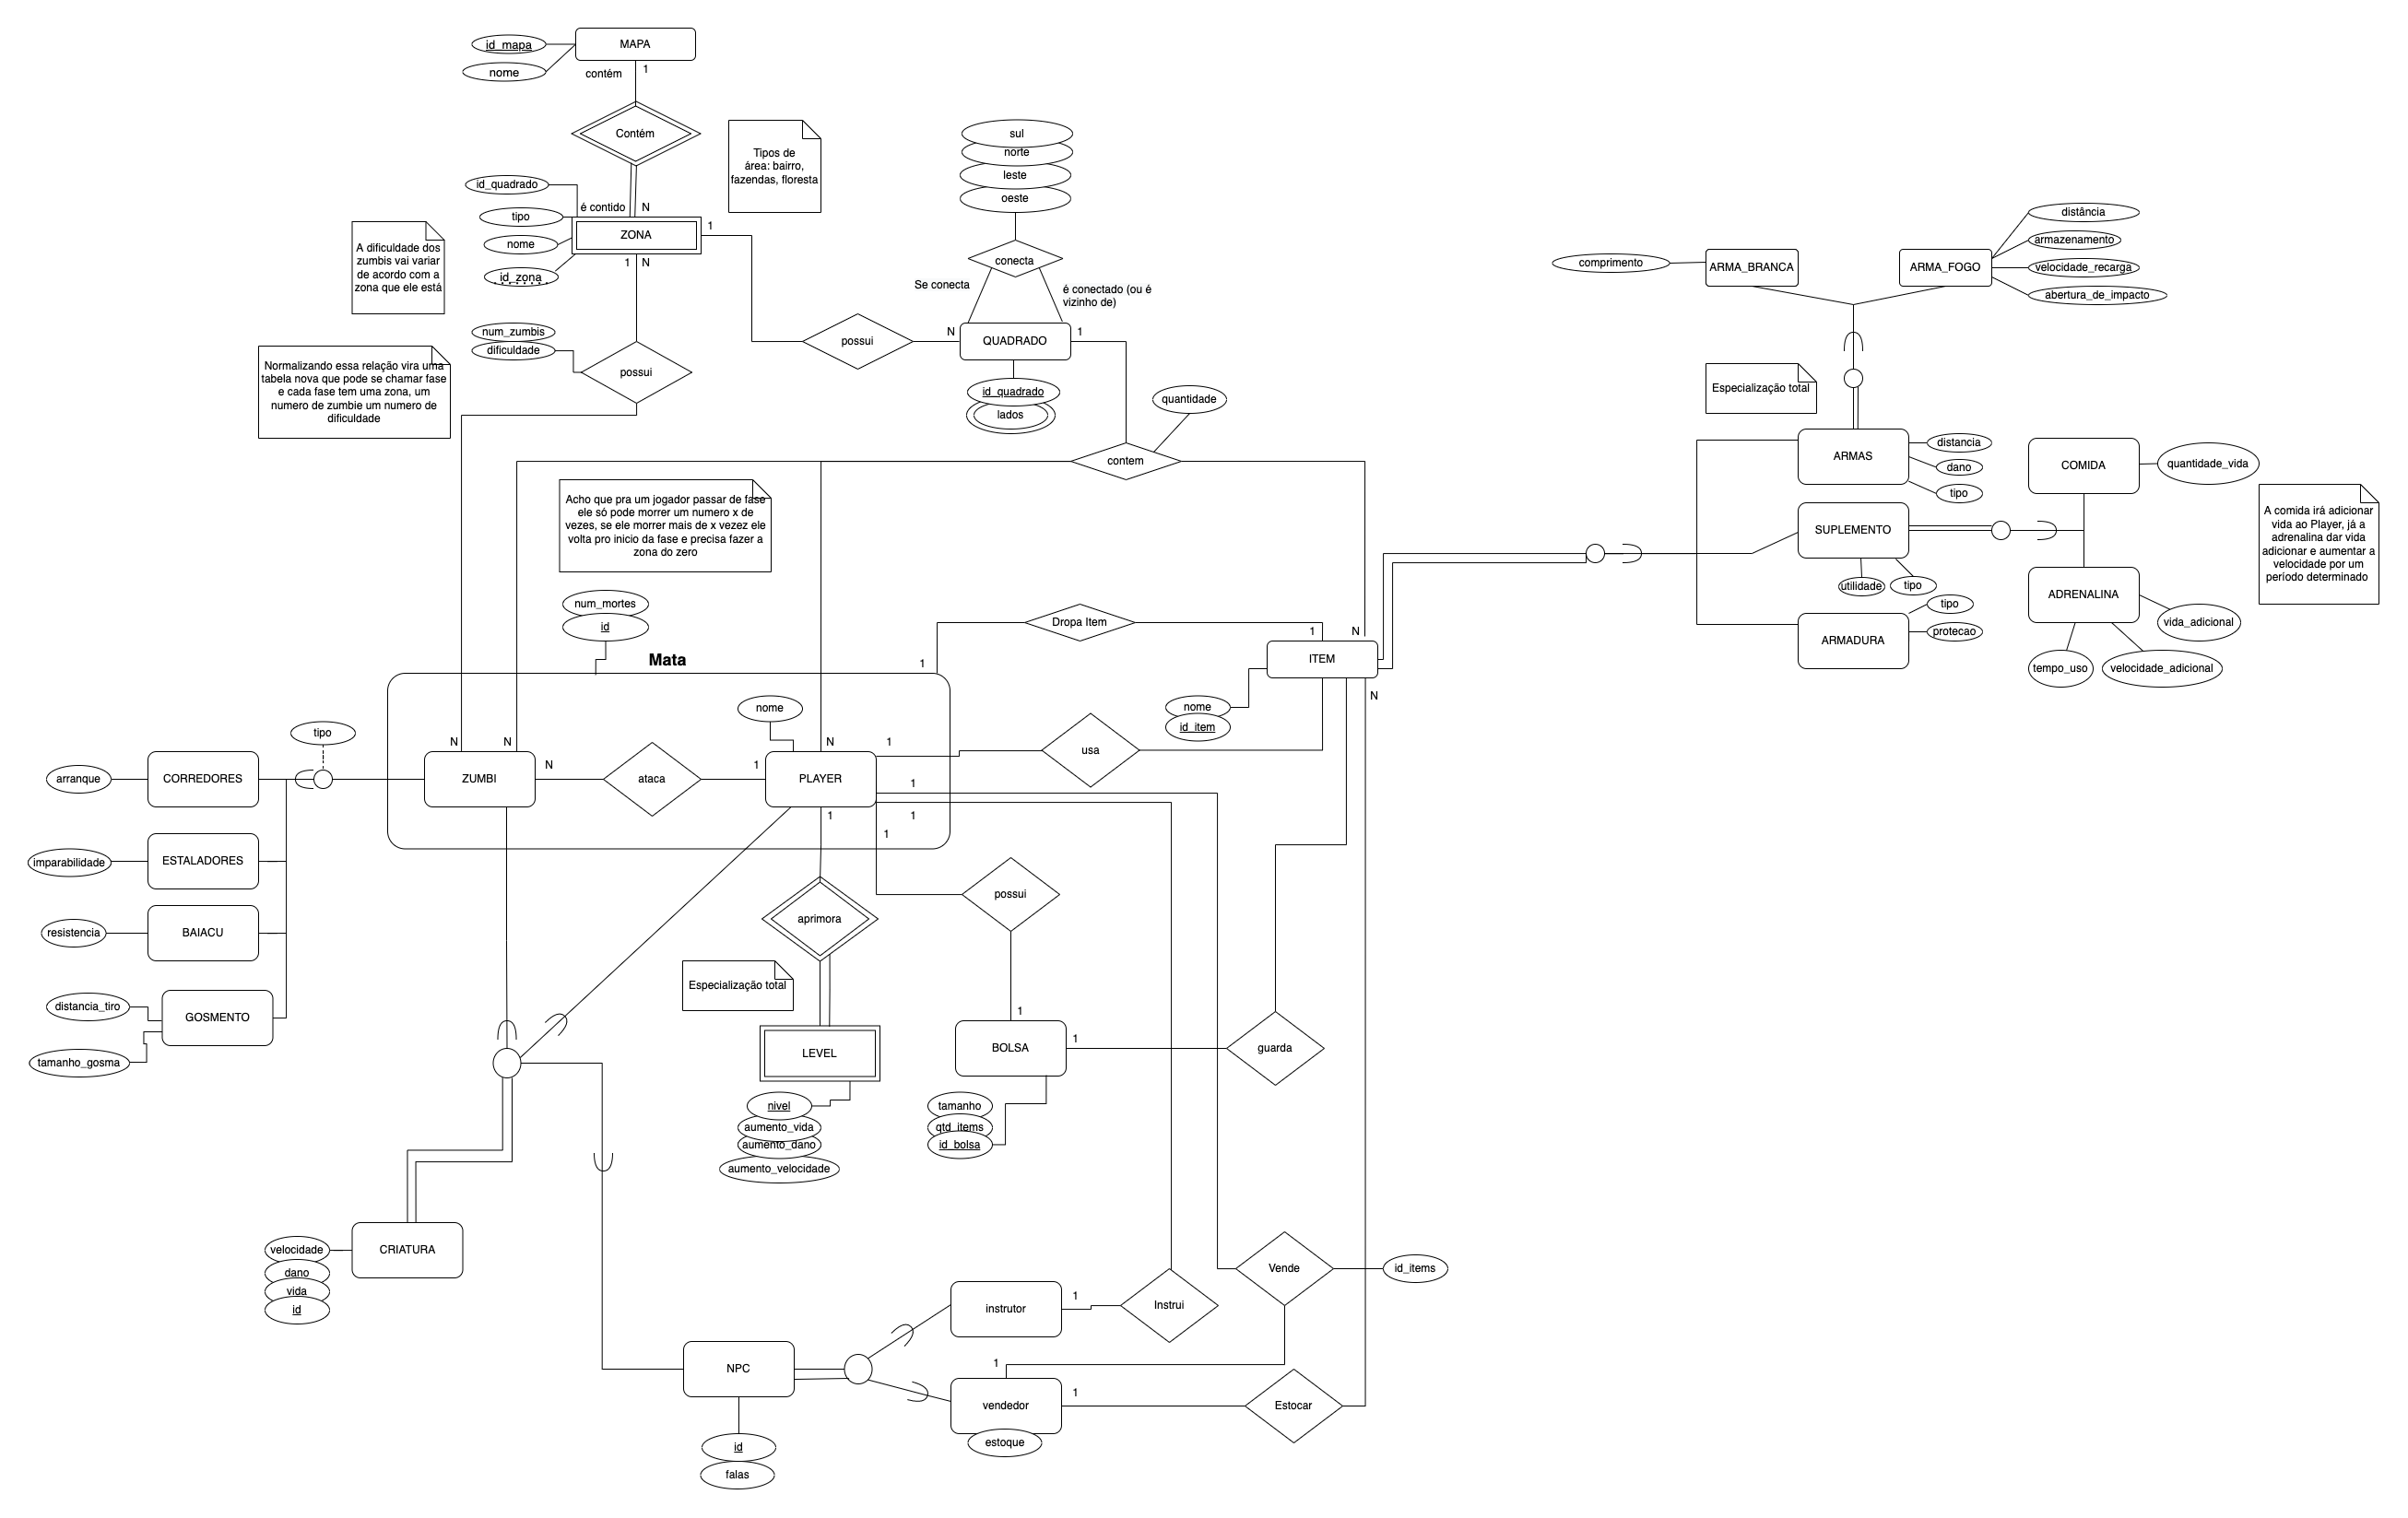 id_mapa
MAPA
nome
contém
1
Contém
Tipos de
área: bairro,
fazendas, floresta
sul
norte
leste
oeste
id_quadrado
é contido
N
tipo
ZONA
1
nome
id_zona
1
N
A dificuldade dos
zumbis vai variar
de acordo com a
zona que ele está
conecta
Se conecta
é conectado (ou é
vizinho de)
num_zumbis
dificuldade
possui
possui
N
QUADRADO
1
id_quadrado
lados
Normalizando essa relação vira uma
tabela nova que pode se chamar fase
e cada fase tem uma zona, um
numero de zumbie um numero de
dificuldade
quantidade
contem
distância
armazenamento
velocidade_recarga
abertura_de_impacto
comprimento
ARMA_BRANCA
ARMA_FOGO
Especialização total
ARMAS
distancia
dano
tipo
COMIDA
quantidade_vida
SUPLEMENTO
utilidade
tipo
A comida irá adicionar
vida ao Player, já a
adrenalina dar vida
adicionar e aumentar a
velocidade por um
período determinado
ADRENALINA
vida_adicional
tempo_uso
velocidade_adicional
ARMADURA
tipo
protecao
Acho que pra um jogador passar de fase
ele só pode morrer um numero x de
vezes, se ele morrer mais de x vezez ele
volta pro inicio da fase e precisa fazer a
zona do zero
num_mortes
id
Mata
1
Dropa Item
1
N
ITEM
N
nome
id_item
nome
tipo
N
N
N
1
usa
arranque
CORREDORES
ZUMBI
N
ataca
1
PLAYER
1
1
1
1
imparabilidade
ESTALADORES
resistencia
BAIACU
aprimora
possui
Especialização total
distancia_tiro
GOSMENTO
tamanho_gosma
LEVEL
1
BOLSA
1
guarda
nivel
aumento_vida
aumento_dano
aumento_velocidade
tamanho
qtd_items
id_bolsa
velocidade
dano
vida
id
CRIATURA
Vende
id_items
instrutor
1
Instrui
NPC
1
vendedor
1
Estocar
estoque
id
falas